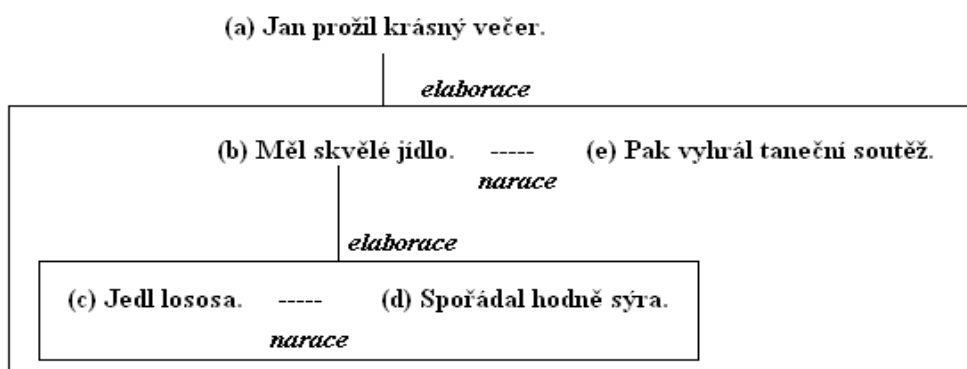 (a) Jan prožil krásný večer.
elaborace
(b) Měl skvělé jídlo. ----- (e) Pak vyhrál taneční soutěž.
narace
elaborace
(c) Jedl lososa. ----- (d) Spořádal hodně sýra.
narace